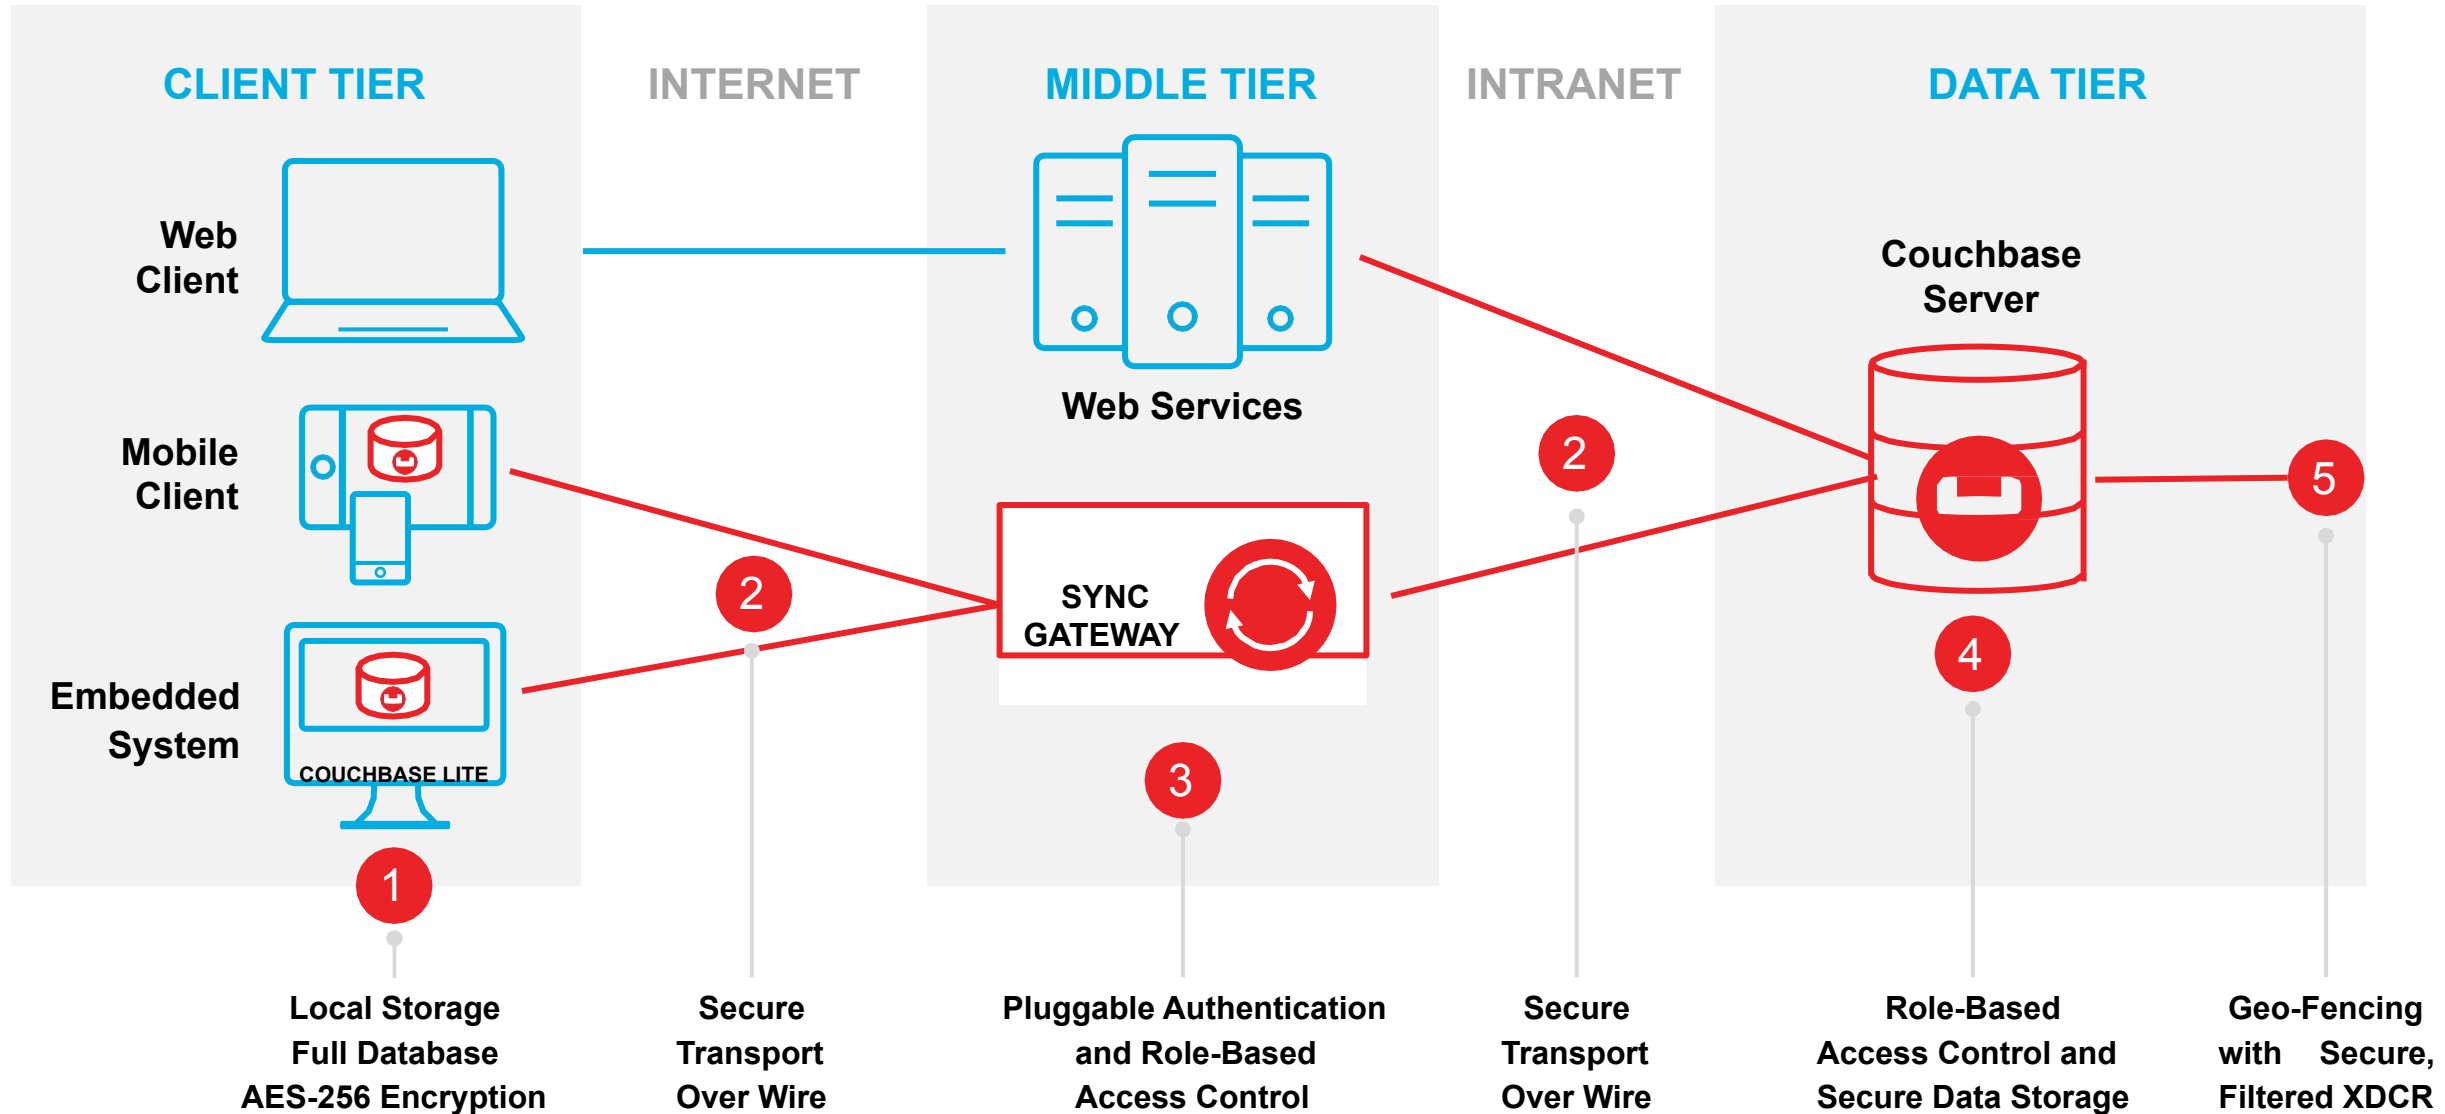 CLIENT TIER
INTERNET
MIDDLE TIER
INTRANET
DATA TIER
Web
Client
Mobile
Client
Embedded
System
COUCHBASE LITE
Web Services
SYNC
GATEWAY
Couchbase
Server
1
2
3
2
4
5
Local Storage
Full Database
AES-256 Encryption
Secure
Transport
Over Wire
Pluggable Authentication
and Role-Based
Access Control
Secure
Transport
Over Wire
Role-Based
Access Control and
Secure Data Storage
Geo-Fencing
with Secure,
Filtered XDCR